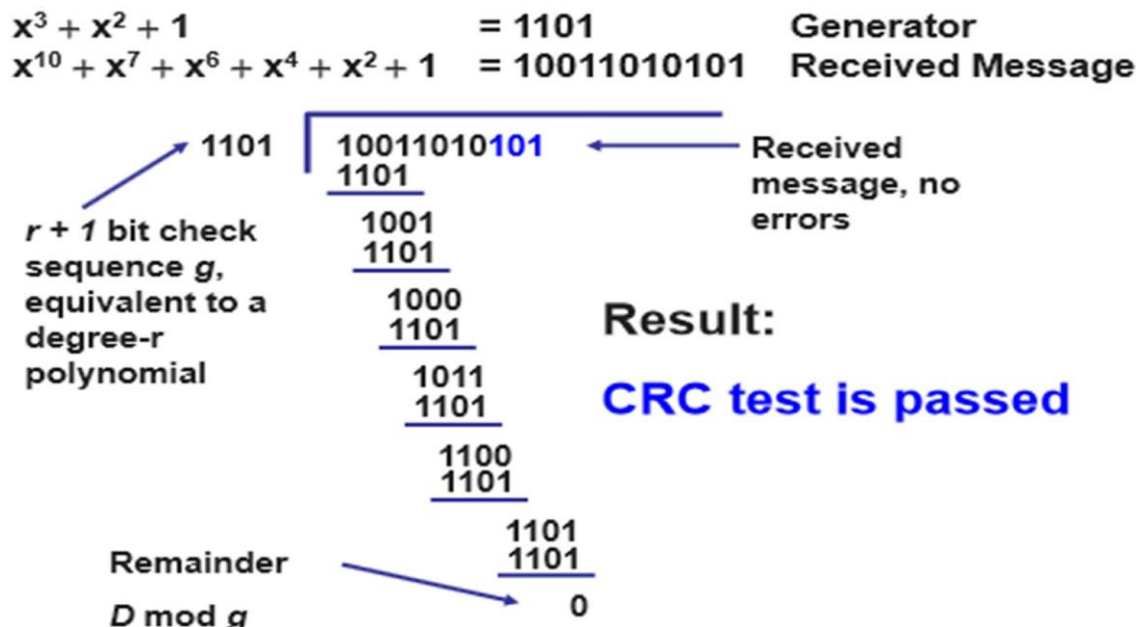 x³ + x² + 1 = 1101 Generator
x¹⁰ + x⁷ + x⁶ + x⁴ + x² + 1 = 10011010101 Received Message
1101 10011010101
Received
message, no
errors
1101
r + 1 bit check
sequence g,
equivalent to a
degree-r
polynomial
1001
1101
1000
1101
1011
1101
1100
1101
1101
1101
0
Result:
CRC test is passed
Remainder
D mod g